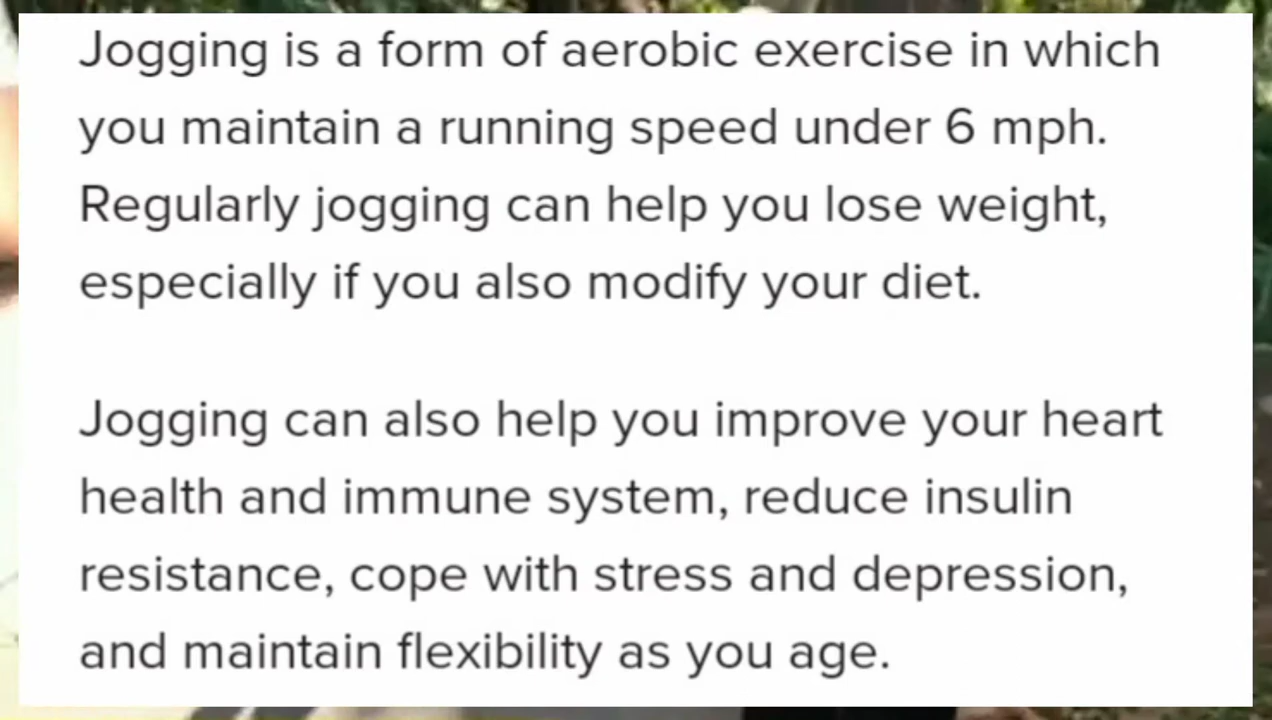 Jogging is a form of aerobic exercise in which
you maintain a running speed under 6 mph.
Regularly jogging can help you lose weight,
especially if you also modify your diet.
Jogging can also help you improve your heart
health and immune system, reduce insulin
resistance, cope with stress and depression,
and maintain flexibility as you age.